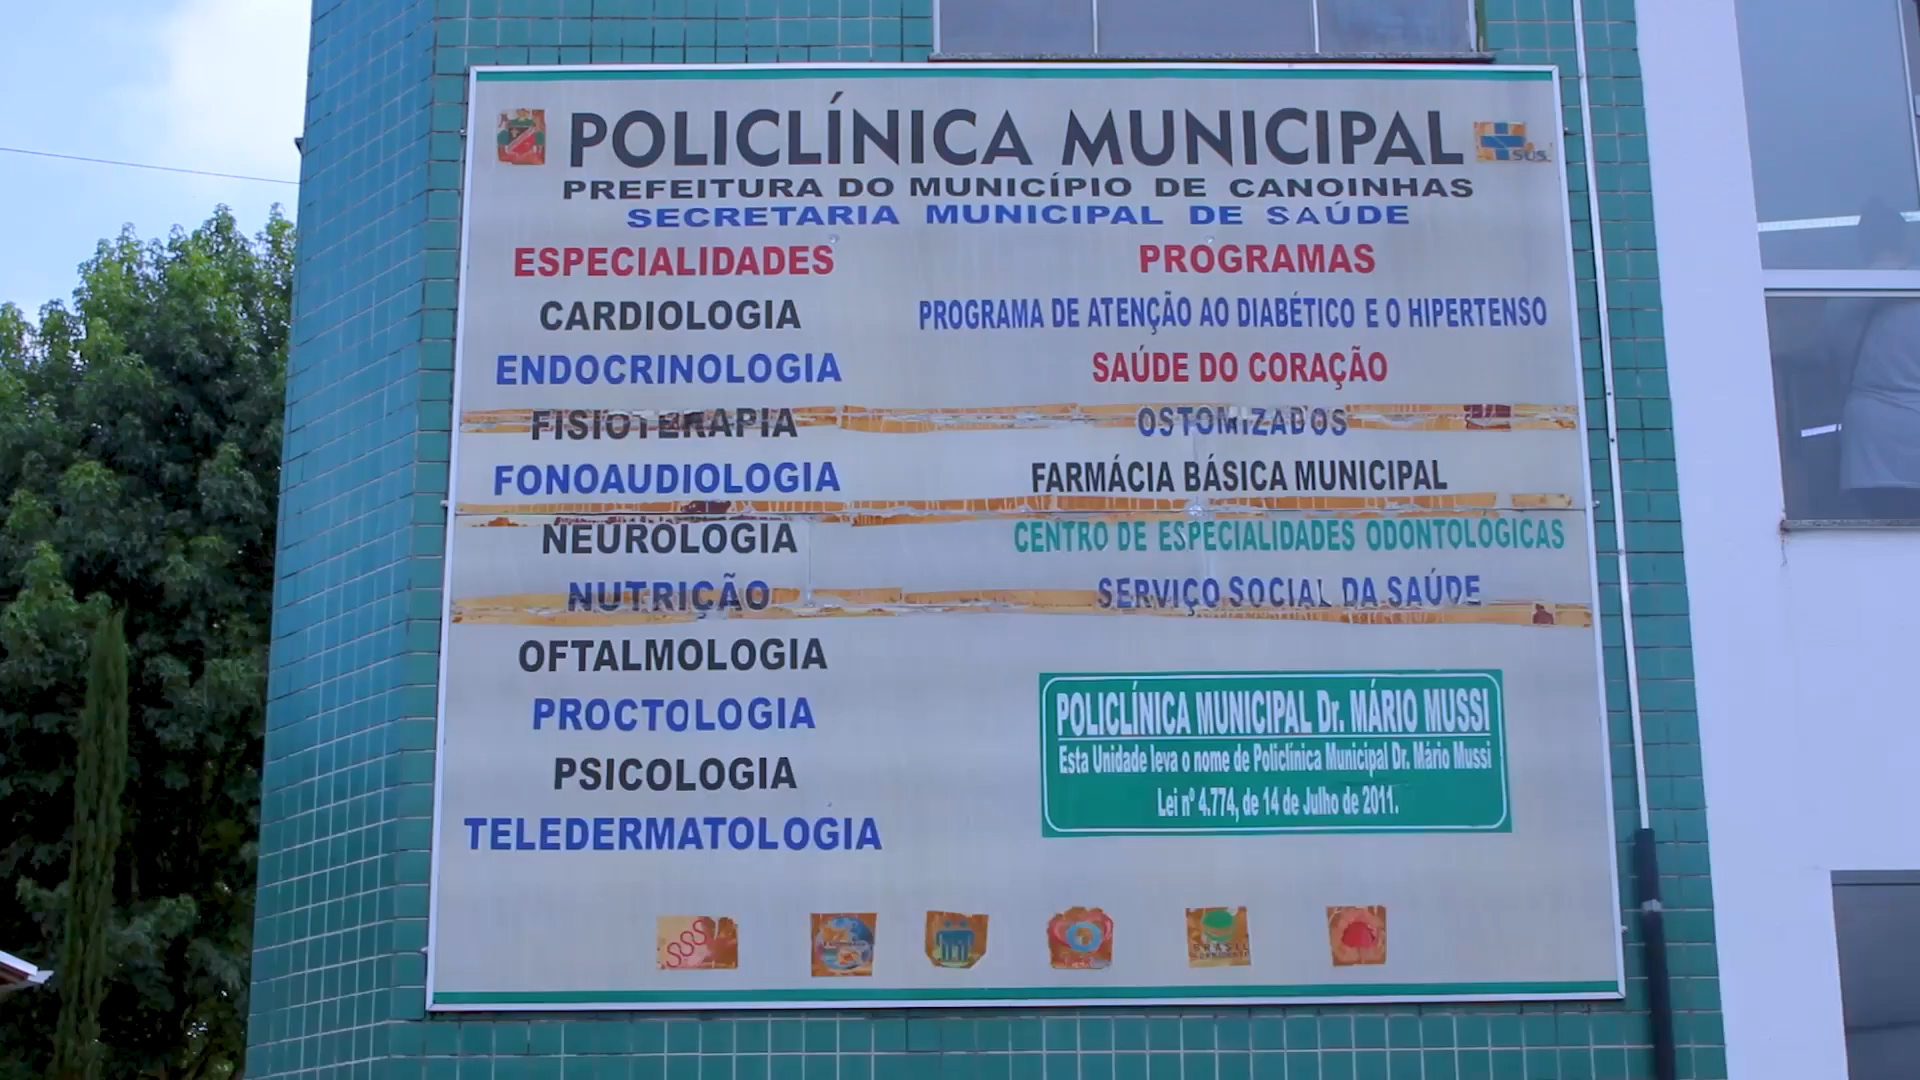 POLICLÍNICA MUNICIPAL
SUS
PREFEITURA DO MUNICÍPIO DE CANOINHAS
SECRETARIA MUNICIPAL DE SAÚDE
ESPECIALIDADES
CARDIOLOGIA
ENDOCRINOLOGIA
FISIOTERAPIA
FONOAUDIOLOGIA
NEUROLOGIA
NUTRIÇÃO
OFTALMOLOGIA
PROCTOLOGIA
PSICOLOGIA
TELEDERMATOLOGIA
PROGRAMAS
PROGRAMA DE ATENÇÃO AO DIABÉTICO E O HIPERTENSO
SAÚDE DO CORAÇÃO
OSTOMIZADOS
FARMÁCIA BÁSICA MUNICIPAL
CENTRO DE ESPECIALIDADES ODONTOLÓGICAS
SERVIÇO SOCIAL DA SAÚDE
POLICLÍNICA MUNICIPAL Dr. MÁRIO MUSSI
Esta Unidade leva o nome de Policlínica Municipal Dr. Mário Mussi
Lei nº 4.774, de 14 de Julho de 2011.
BRASIL